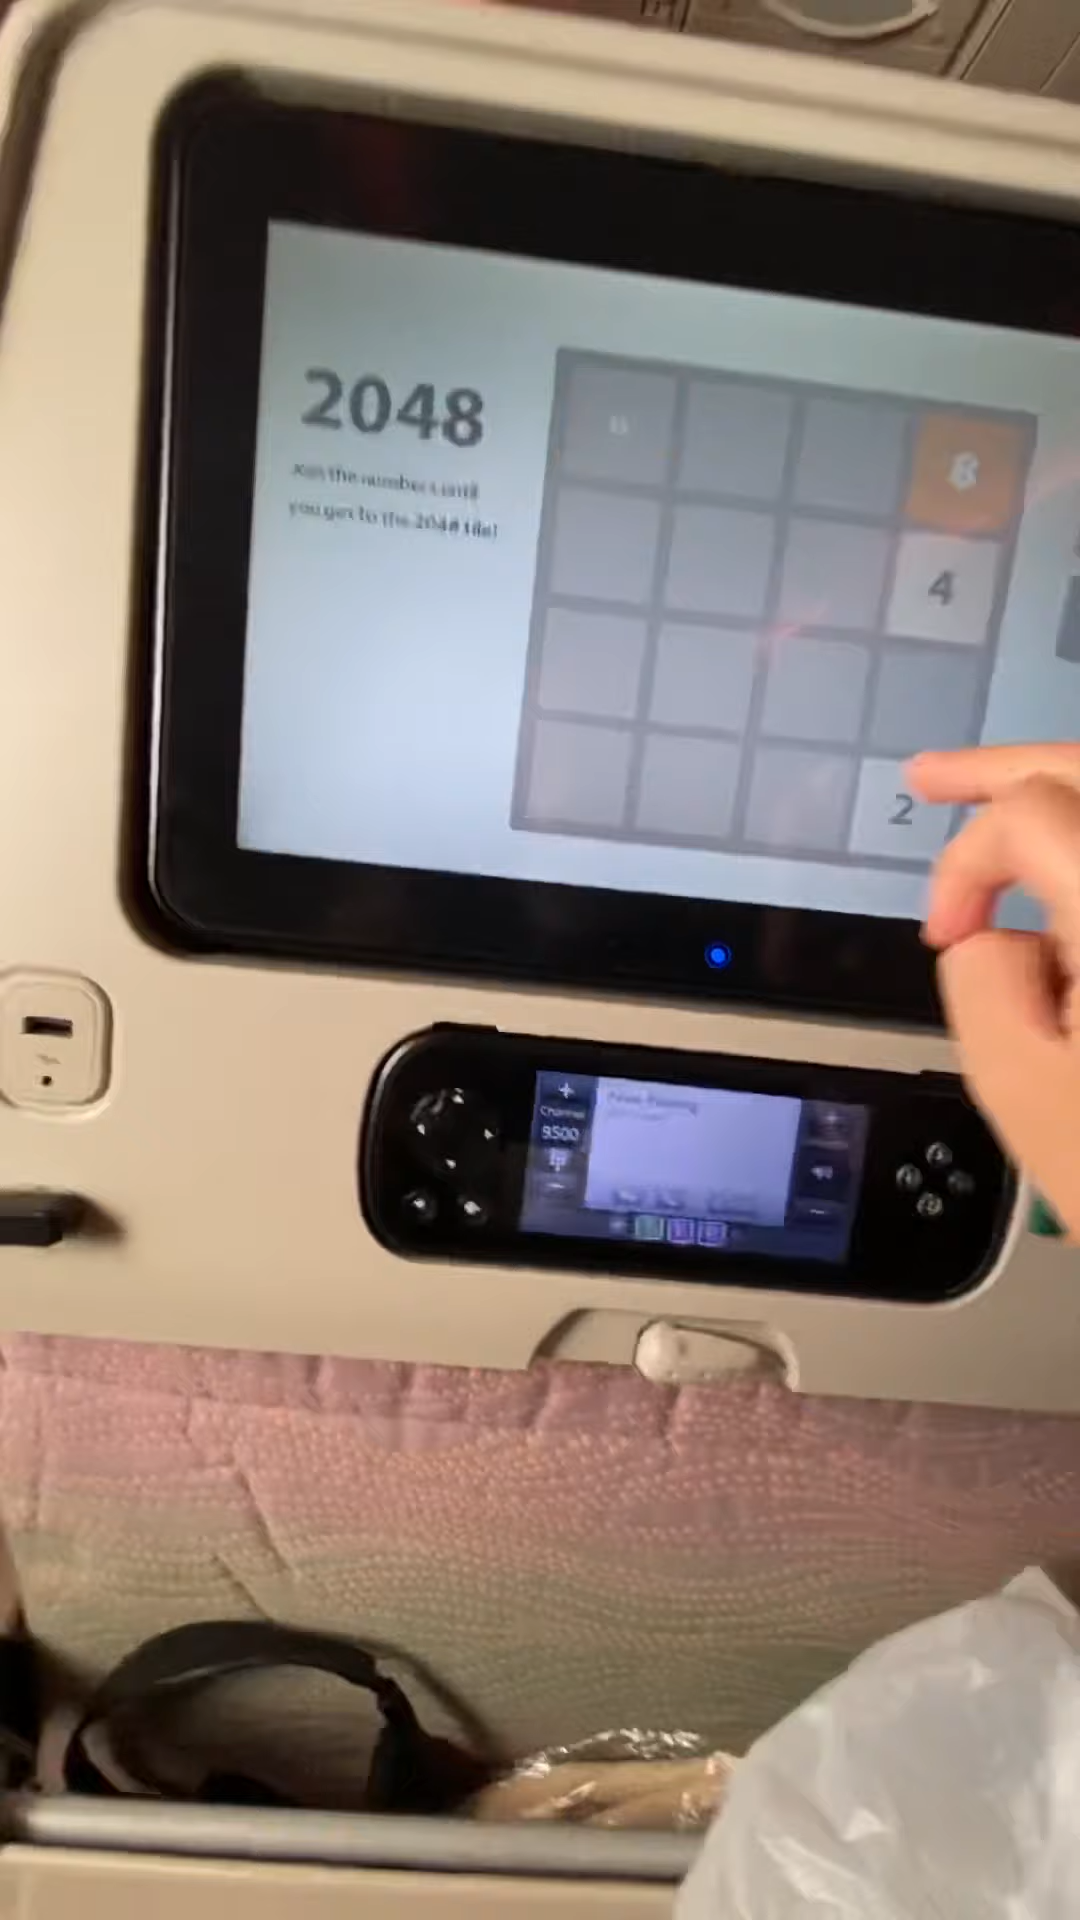 2048
Join the numbers until
you get to the 2048 tile!
8
4
2
Channel
9500